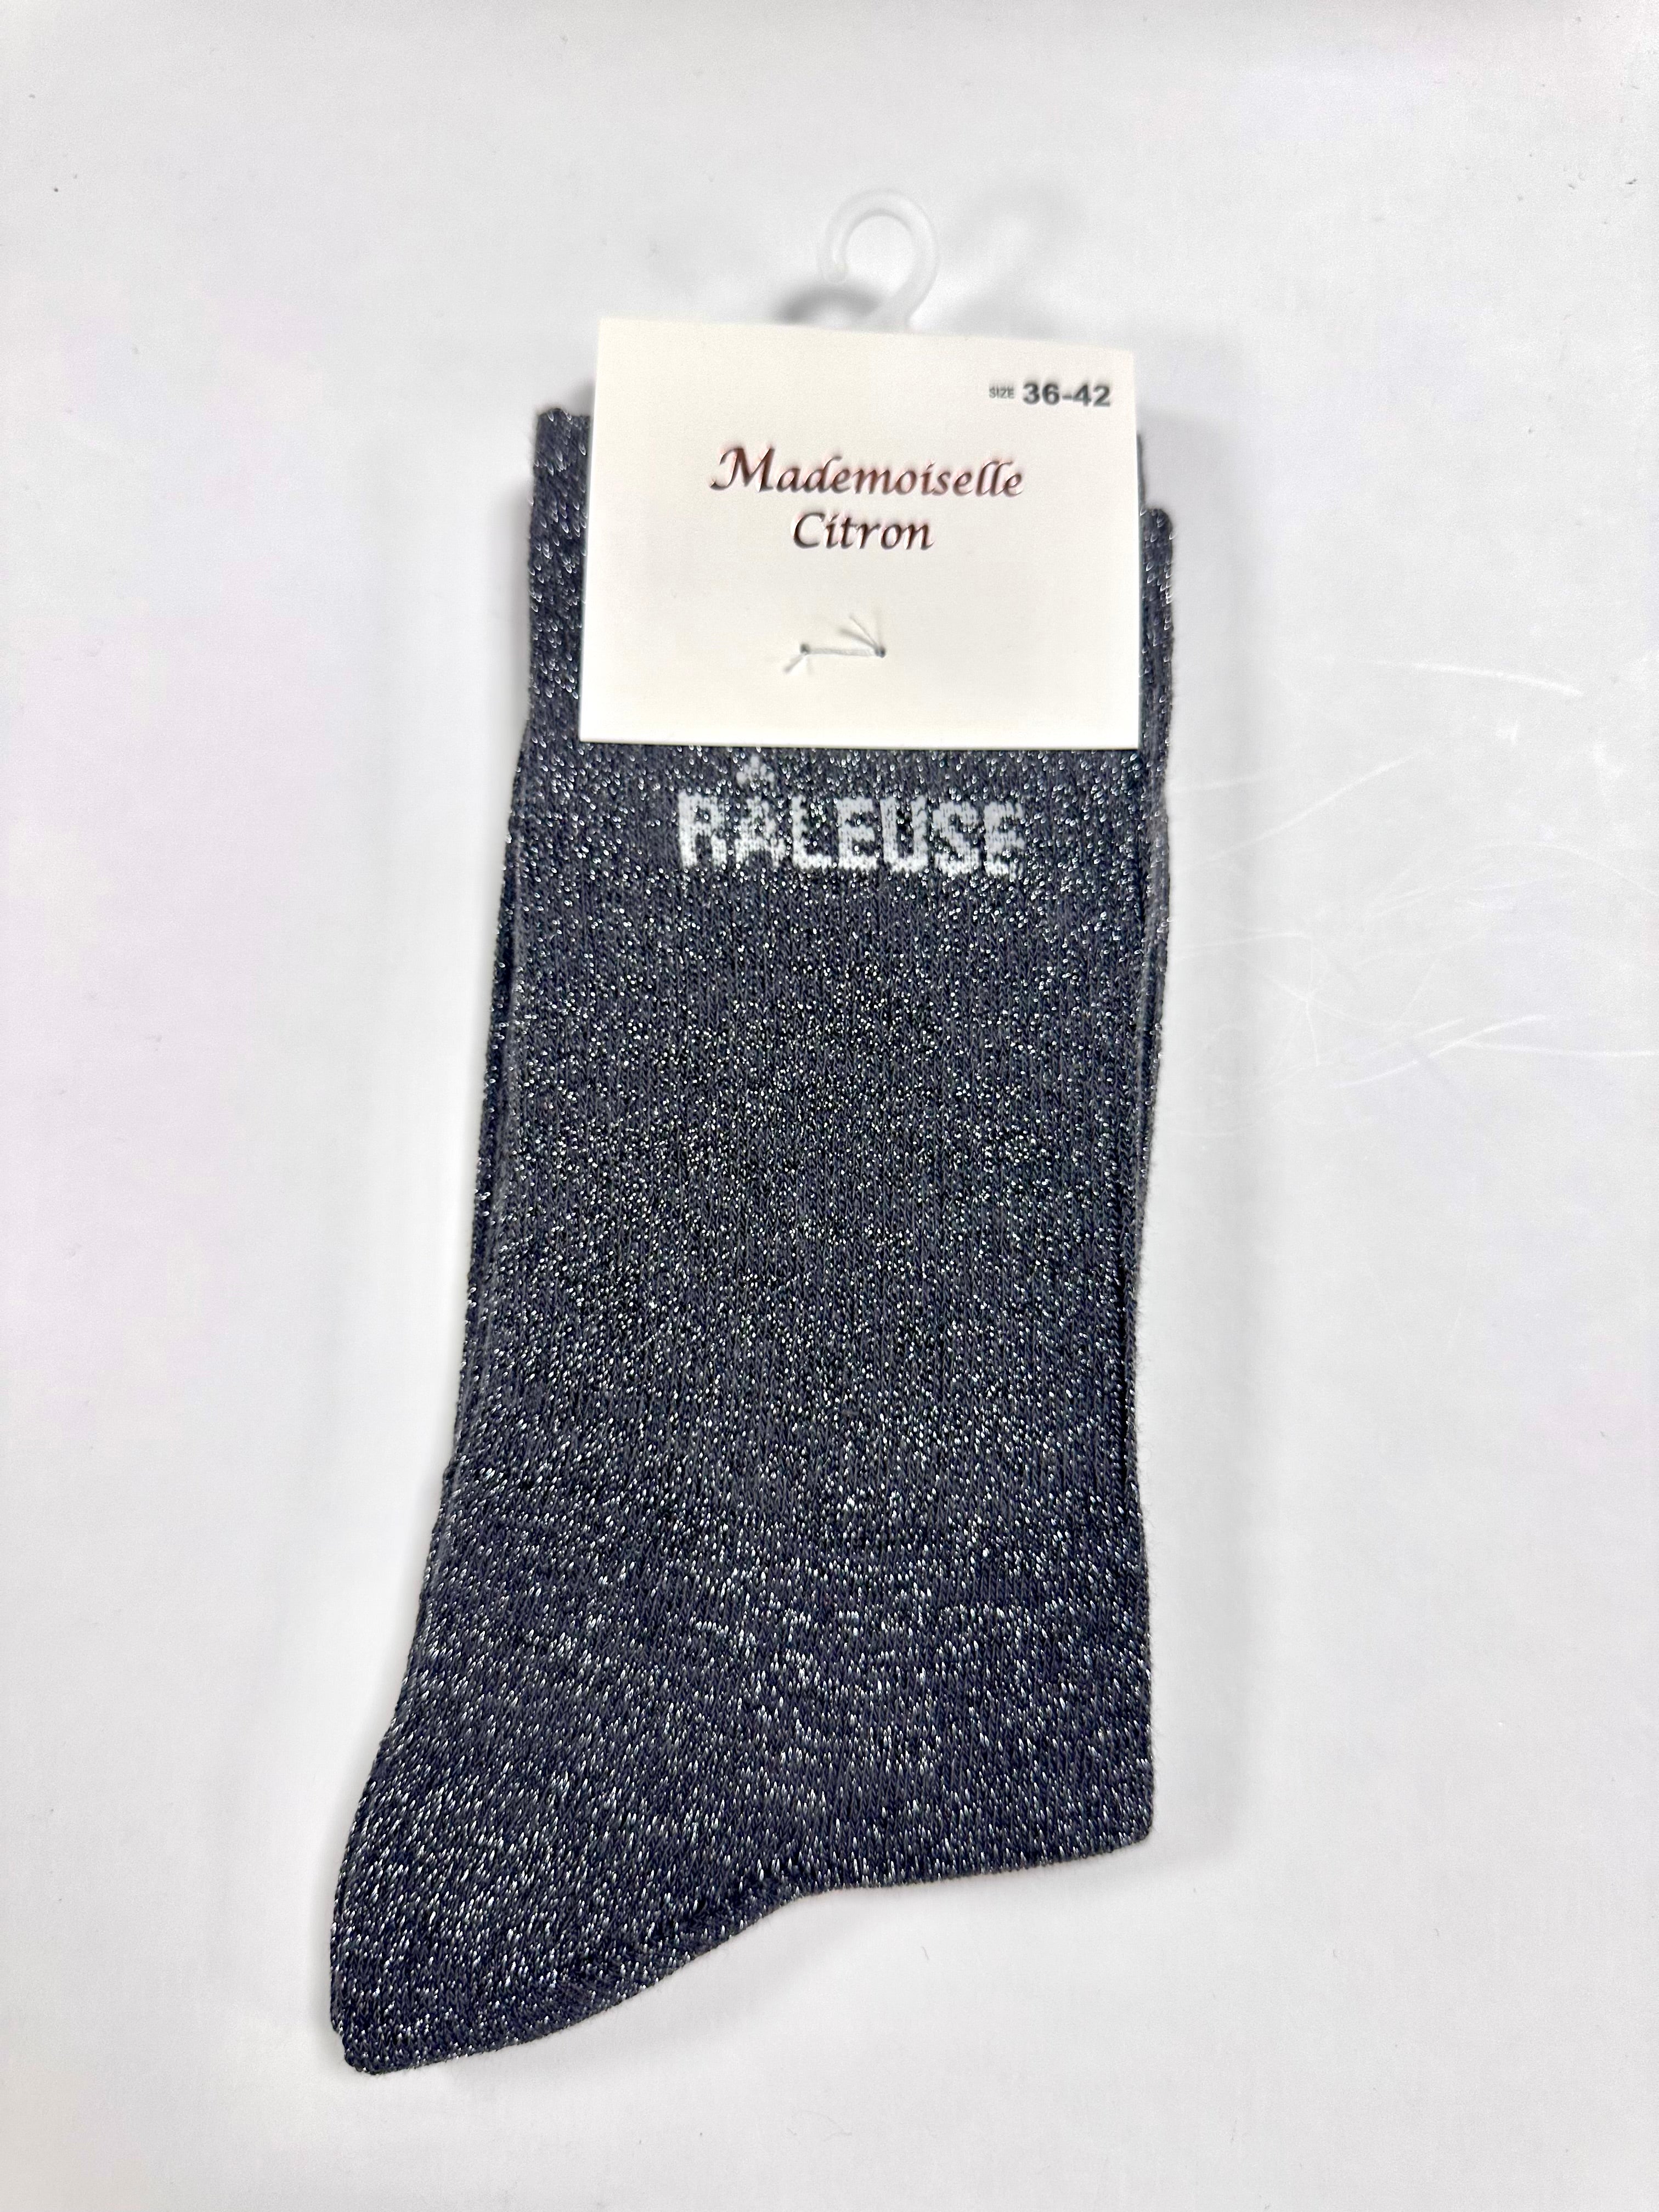 SIZE 36-42
Mademoiselle
Citron
RÂLEUSE